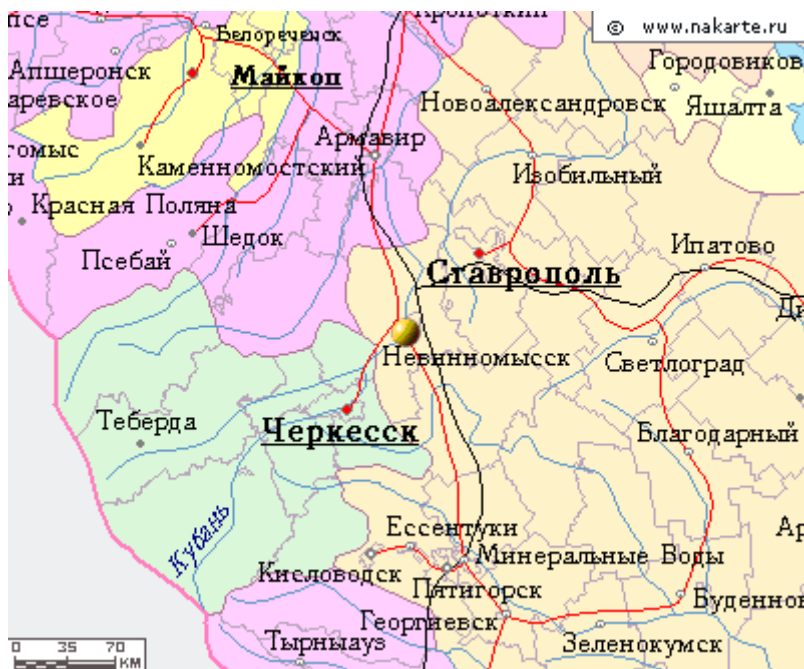 © www.nakarte.ru
Кропоткин
Белореченск
Апшеронск
Майкоп
Городовиков
Новоалександровск
Яшалта
Армавир
Каменномостский
Изобильный
Красная Поляна
Шедок
Псебай
Ставрополь
Ипатово
Невинномысск
Светлоград
Теберда
Черкесск
Благодарный
Кубань
Ессентуки
Минеральные Воды
Кисловодск
Пятигорск
Георгиевск
Буденнов
Зеленокумск
Тырныауз
0 35 70
КМ